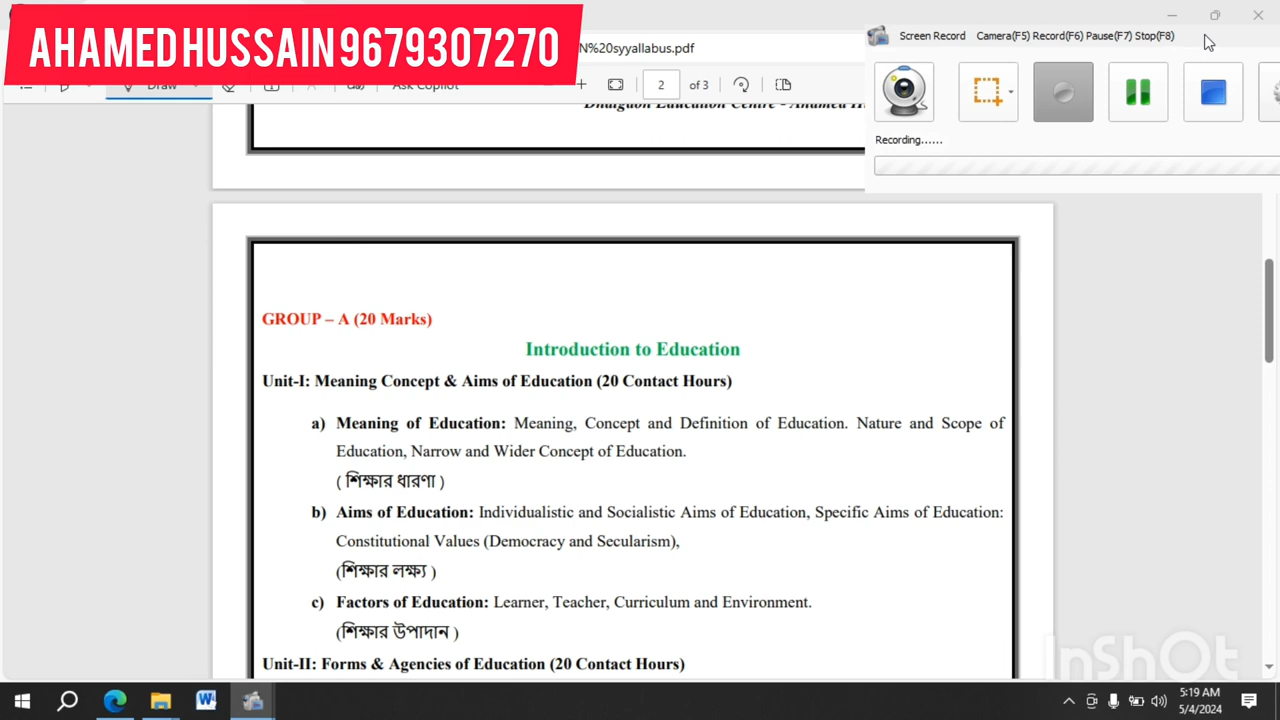 AHAMED HUSSAIN 9679307270
N%20syyallabus.pdf
Screen Record Camera(F5) Record(F6) Pause(F7) Stop(F8)
Draw
Ask Copilot
2 of 3
Recording......
Dhalgaon Education Centre - Ahamed H
GROUP – A (20 Marks)
Introduction to Education
Unit-I: Meaning Concept & Aims of Education (20 Contact Hours)
a) Meaning of Education: Meaning, Concept and Definition of Education. Nature and Scope of
Education, Narrow and Wider Concept of Education.
( শিক্ষার ধারণা )
b) Aims of Education: Individualistic and Socialistic Aims of Education, Specific Aims of Education:
Constitutional Values (Democracy and Secularism),
(শিক্ষার লক্ষ্য )
c) Factors of Education: Learner, Teacher, Curriculum and Environment.
(শিক্ষার উপাদান )
InShOt
Unit-II: Forms & Agencies of Education (20 Contact Hours)
5:19 AM
5/4/2024